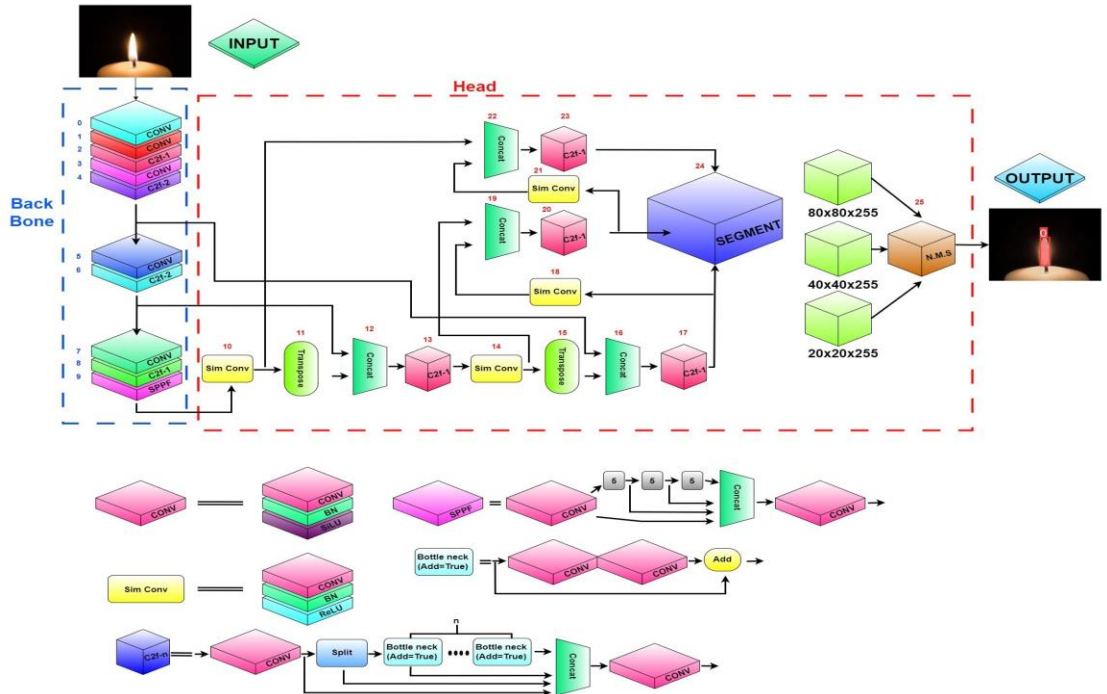 INPUT
Head
Back
Bone
0
CONV
1
CONV
2
C2f-1
3
CONV
4
C2f-2
5
CONV
6
C2f-2
7
CONV
8
C2f-1
9
SPPF
10
Sim Conv
11
Transpose
12
Concat
13
C2f-1
14
Sim Conv
15
Transpose
16
Concat
17
C2f-1
18
Sim Conv
19
Concat
20
C2f-1
21
Sim Conv
22
Concat
23
C2f-1
24
SEGMENT
80x80x255
40x40x255
20x20x255
25
N.M.S
OUTPUT
0
CONV
CONV
BN
SiLU
SPPF
CONV
5
5
5
Concat
CONV
Bottle neck
(Add=True)
CONV
CONV
Add
Sim Conv
CONV
BN
ReLU
C2f-n
CONV
Split
n
Bottle neck
(Add=True)
Bottle neck
(Add=True)
Concat
CONV